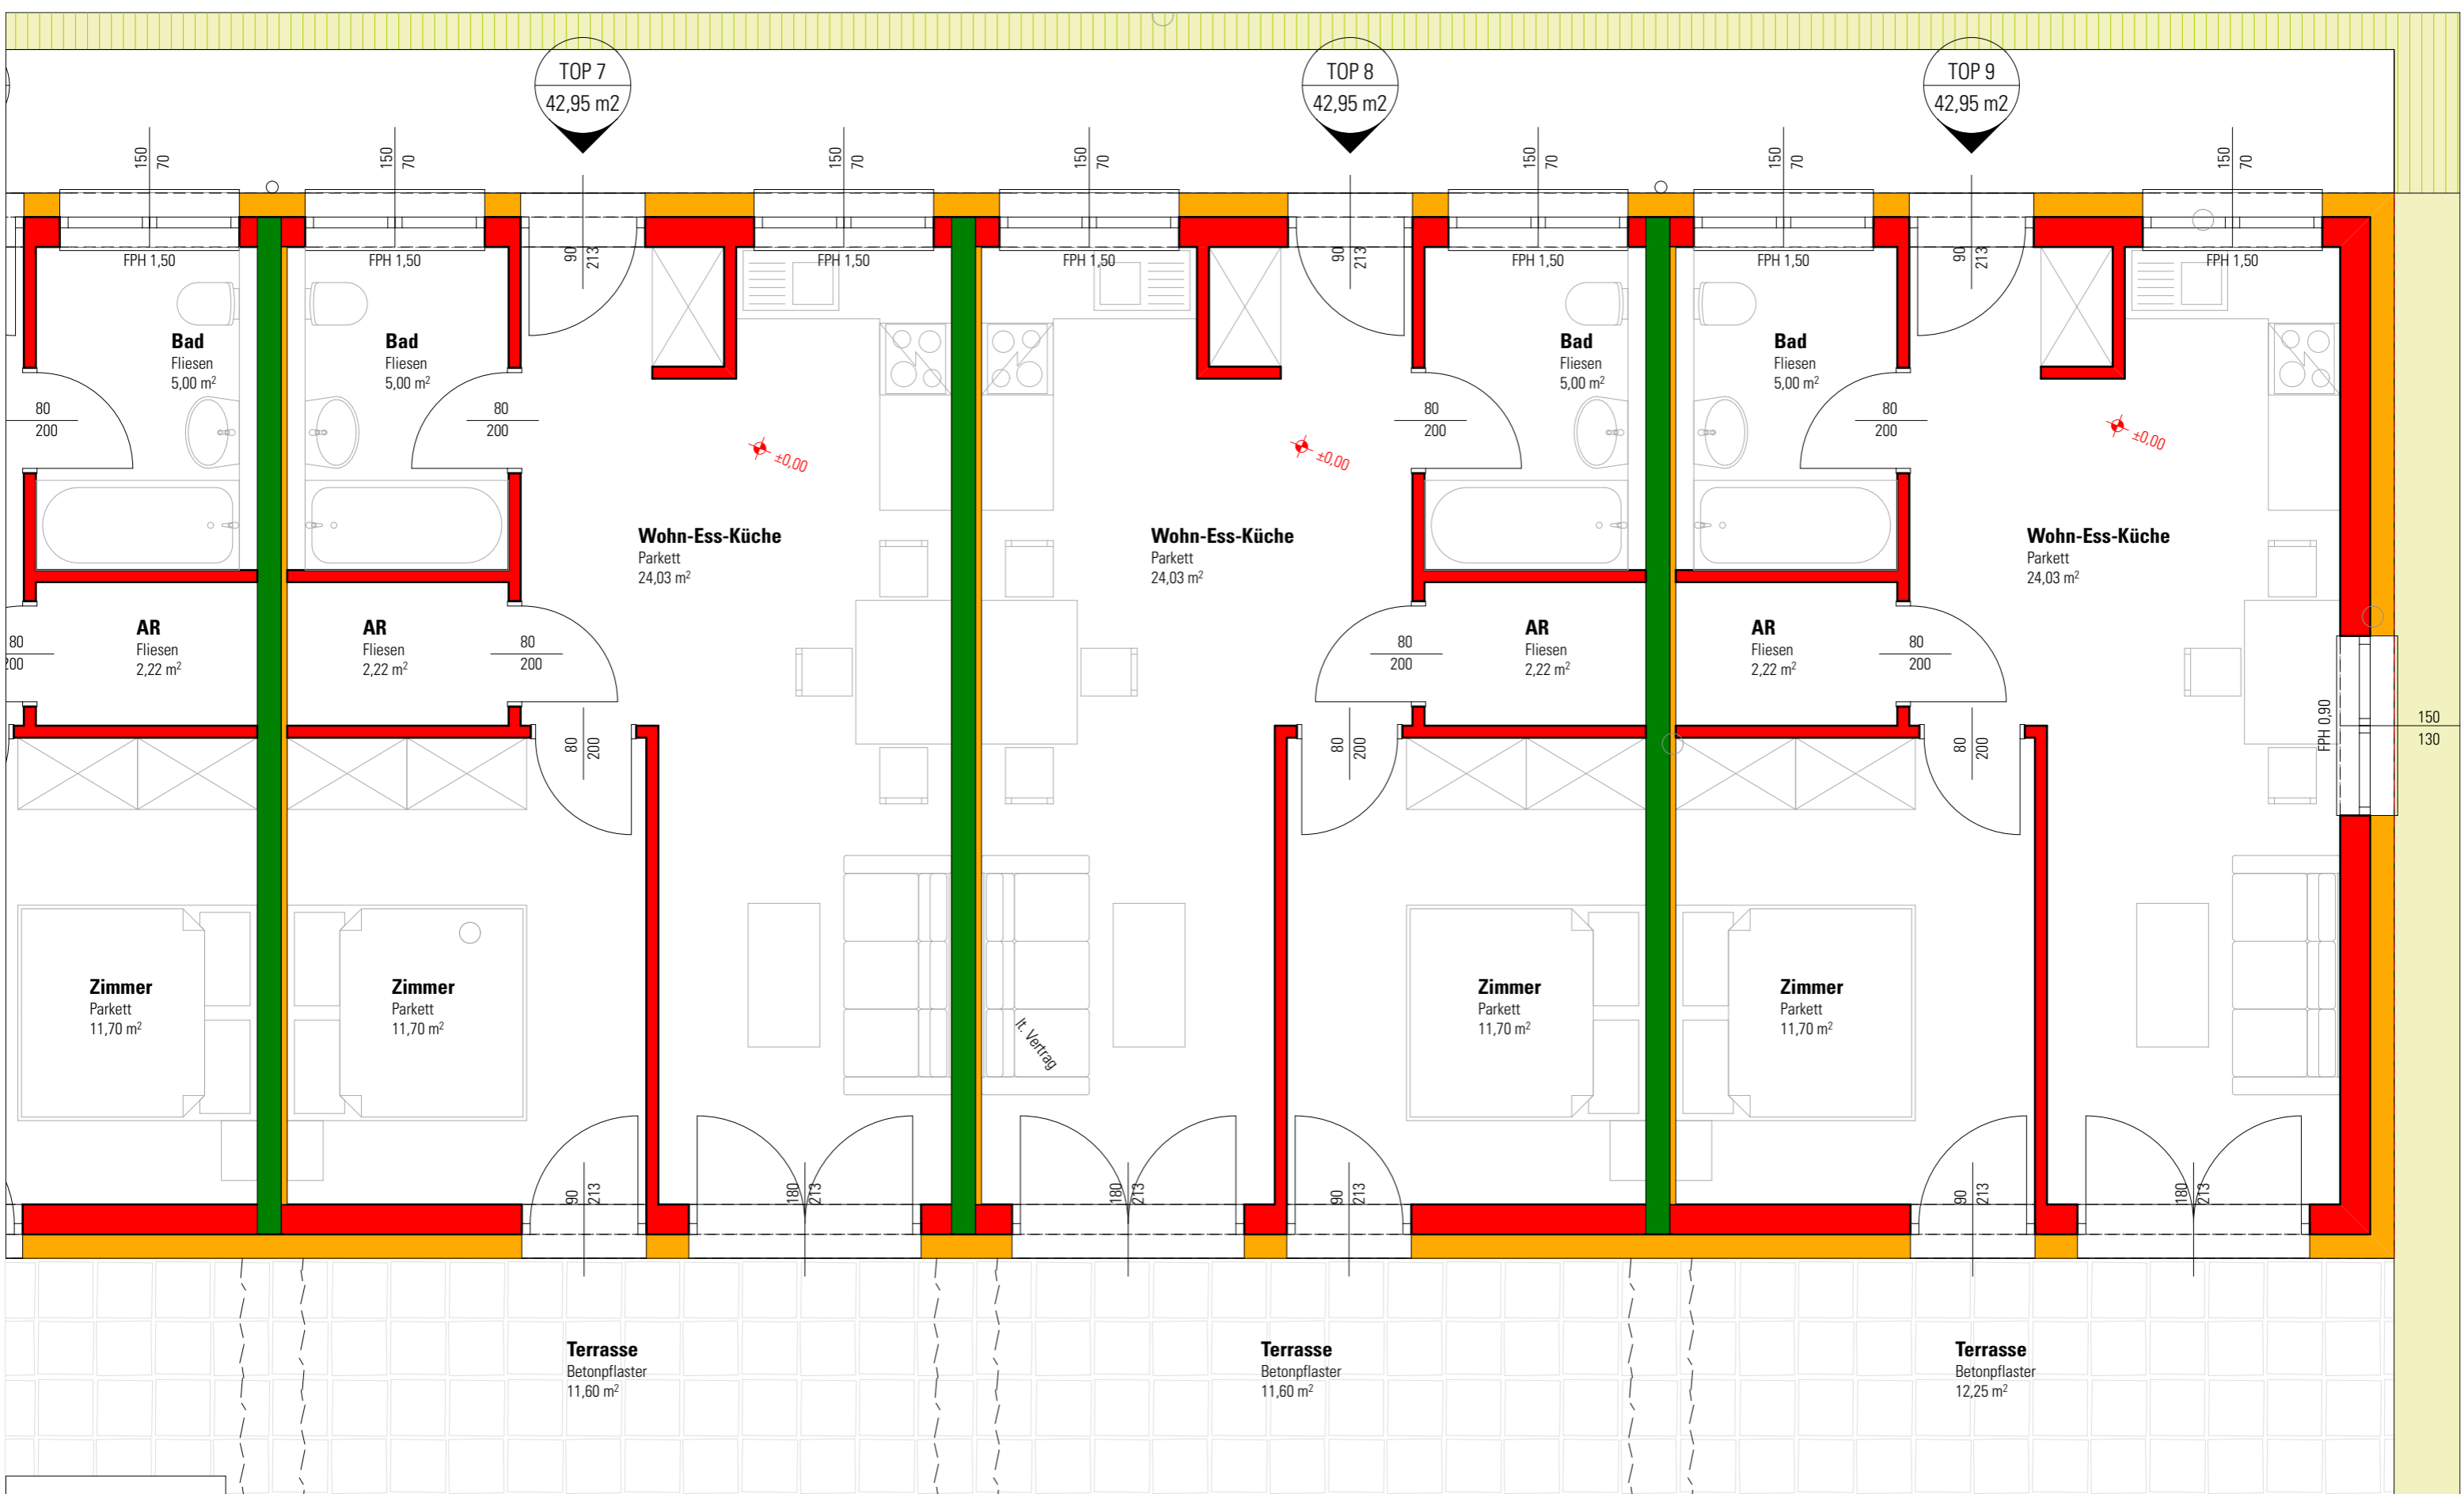 TOP 7
42,95 m2
TOP 8
42,95 m2
TOP 9
42,95 m2
150
70
150
70
150
70
150
70
150
70
150
70
150
70
FPH 1,50
FPH 1,50
90
213
FPH 1,50
FPH 1,50
90
213
FPH 1,50
FPH 1,50
90
213
FPH 1,50
Bad
Fliesen
5,00 m²
Bad
Fliesen
5,00 m²
Bad
Fliesen
5,00 m²
Bad
Fliesen
5,00 m²
80
200
80
200
80
200
80
200
±0,00
±0,00
±0,00
Wohn-Ess-Küche
Parkett
24,03 m²
Wohn-Ess-Küche
Parkett
24,03 m²
Wohn-Ess-Küche
Parkett
24,03 m²
80
200
AR
Fliesen
2,22 m²
AR
Fliesen
2,22 m²
80
200
80
200
AR
Fliesen
2,22 m²
AR
Fliesen
2,22 m²
80
200
80
200
80
200
80
200
FPH 0,90
150
130
Zimmer
Parkett
11,70 m²
Zimmer
Parkett
11,70 m²
lt. Vertrag
Zimmer
Parkett
11,70 m²
Zimmer
Parkett
11,70 m²
90
213
180
213
180
213
90
213
90
213
180
213
Terrasse
Betonpflaster
11,60 m²
Terrasse
Betonpflaster
11,60 m²
Terrasse
Betonpflaster
12,25 m²